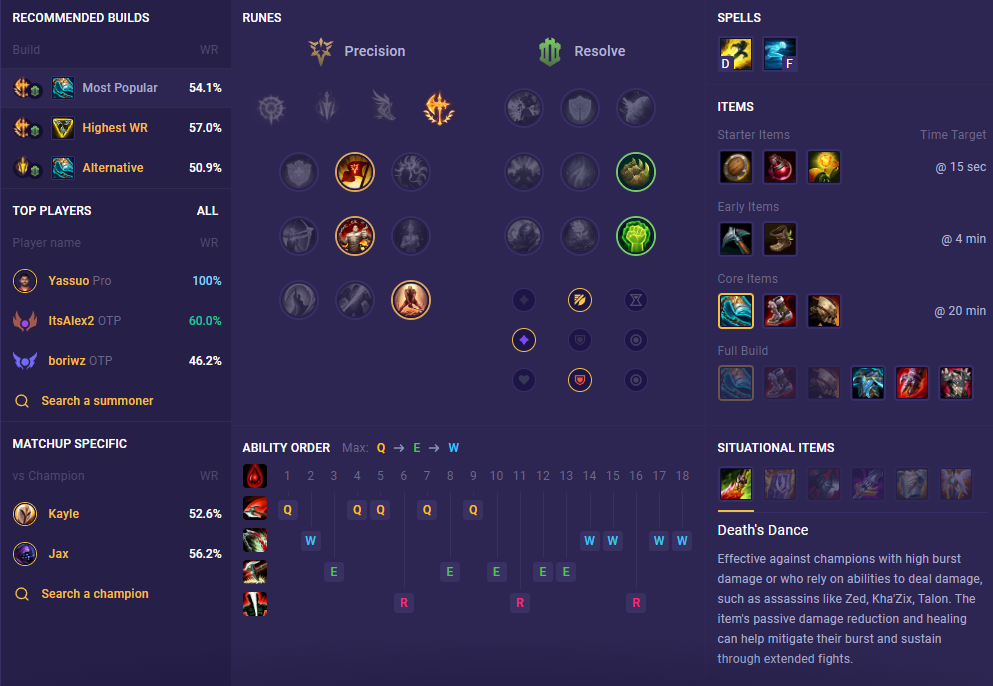 RECOMMENDED BUILDS
Build WR
Most Popular 54.1%
Highest WR 57.0%
Alternative 50.9%
TOP PLAYERS ALL
Player name WR
Yassuo Pro 100%
ItsAlex2 OTP 60.0%
boriwz OTP 46.2%
Search a summoner
MATCHUP SPECIFIC
vs Champion WR
Kayle 52.6%
Jax 56.2%
Search a champion
RUNES
Precision Resolve
ABILITY ORDER Max: Q → E → W
1 2 3 4 5 6 7 8 9 10 11 12 13 14 15 16 17 18
Q Q Q Q Q
W W W W W
E E E E E
R R R
SPELLS
D F
ITEMS
Starter Items Time Target
@ 15 sec
Early Items
@ 4 min
Core Items
@ 20 min
Full Build
SITUATIONAL ITEMS
Death's Dance
Effective against champions with high burst
damage or who rely on abilities to deal damage,
such as assassins like Zed, Kha'Zix, Talon. The
item's passive damage reduction and healing
can help mitigate their burst and sustain
through extended fights.